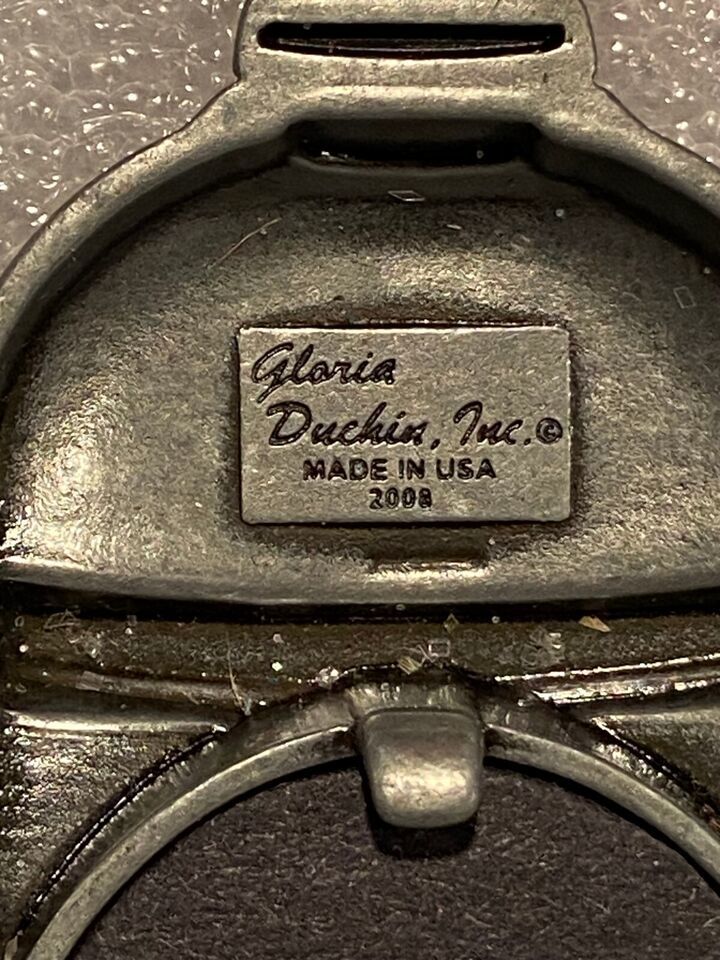 Gloria
Duchin, Inc.©
MADE IN USA
2008